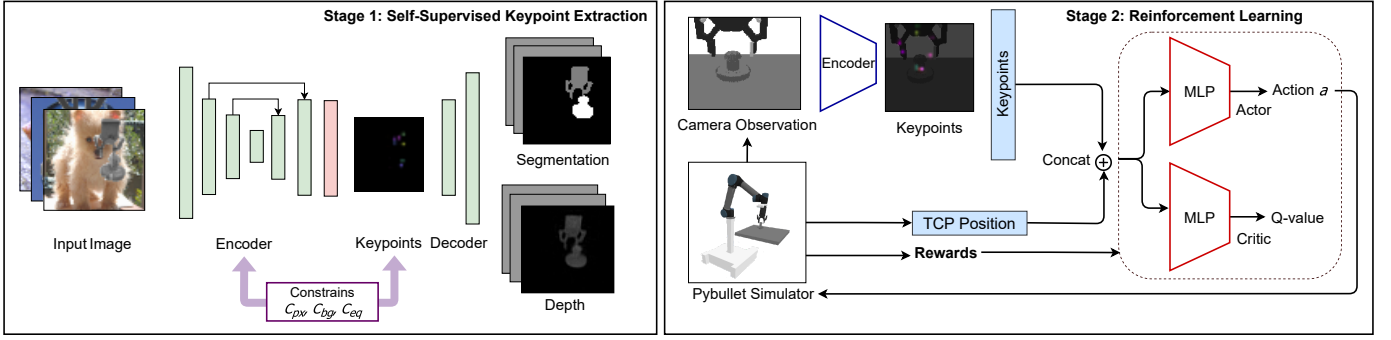 Stage 1: Self-Supervised Keypoint Extraction
Input Image
Encoder
Keypoints
Decoder
Segmentation
Depth
Constrains
C_px, C_bg, C_eq
Stage 2: Reinforcement Learning
Camera Observation
Encoder
Keypoints
Keypoints
Concat
MLP
Actor
Action a
MLP
Critic
Q-value
TCP Position
Rewards
Pybullet Simulator